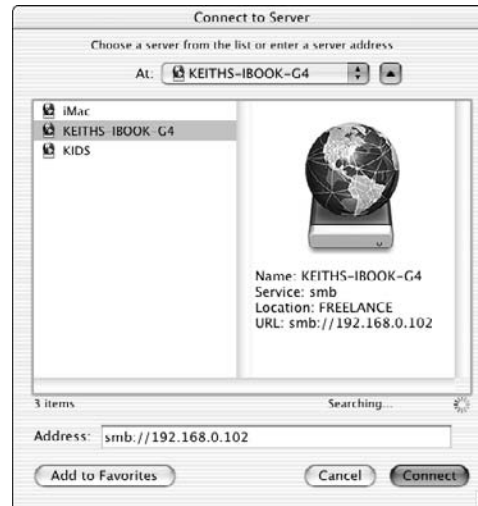 Connect to Server
Choose a server from the list or enter a server address
At: KEITHS-IBOOK-G4
iMac
KEITHS-IBOOK-G4
KIDS
Name: KEITHS-IBOOK-G4
Service: smb
Location: FREELANCE
URL: smb://192.168.0.102
3 items
Searching...
Address: smb://192.168.0.102
Add to Favorites
Cancel
Connect